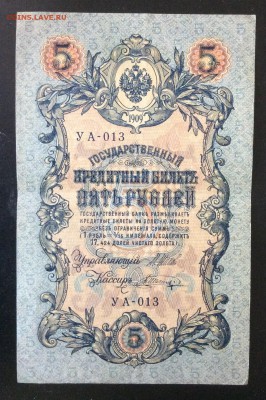 COINS.LAVE.RU
5 5
1909
УА-013
ГОСУДАРСТВЕННЫЙ
КРЕДИТНЫЙ БИЛЕТЪ
ПЯТЬ РУБЛЕЙ
ГОСУДАРСТВЕННЫЙ БАНКЪ РАЗМѢНИВАЕТЪ
КРЕДИТНЫЕ БИЛЕТЫ НА ЗОЛОТУЮ МОНЕТУ
БЕЗЪ ОГРАНИЧЕНІЯ СУММЫ
(1 РУБЛЬ = 1/15 ИМПЕРІАЛА, СОДЕРЖИТЪ
17,424 ДОЛЕЙ ЧИСТАГО ЗОЛОТА)
Управляющій
Кассиръ
УА-013
5